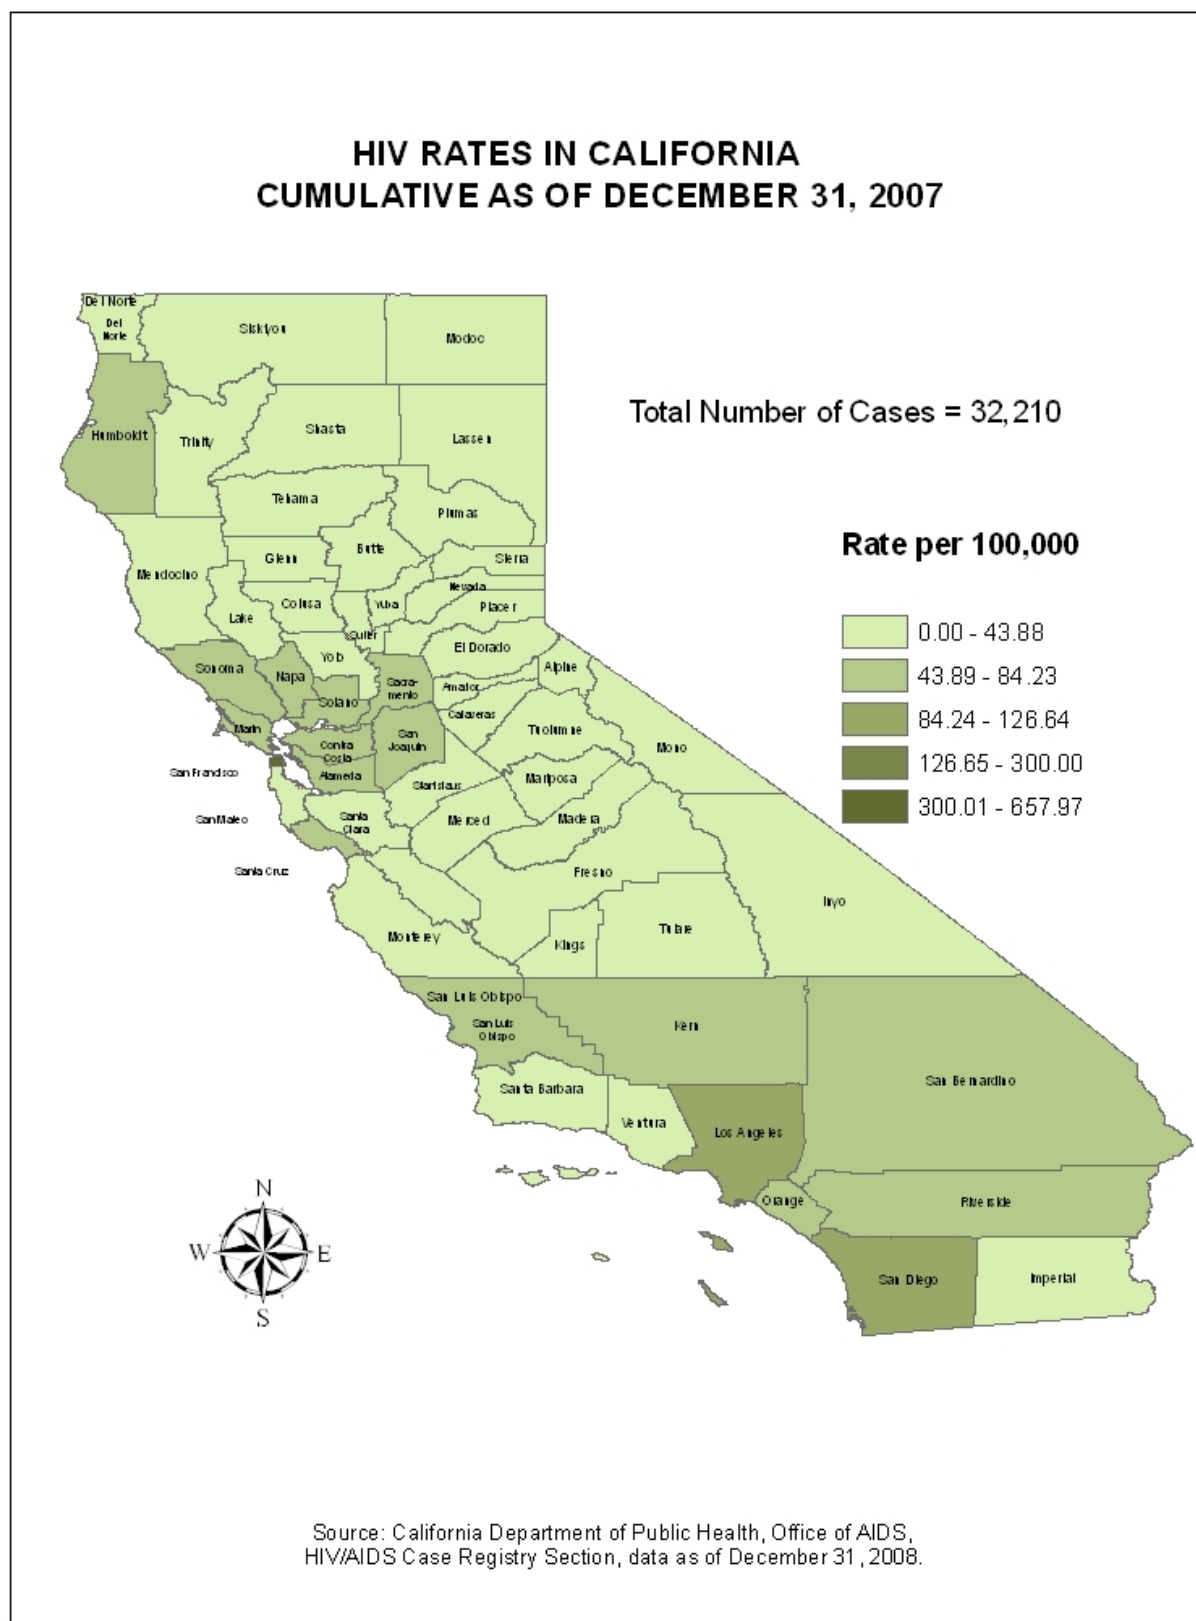 HIV RATES IN CALIFORNIA
CUMULATIVE AS OF DECEMBER 31, 2007
Del Norte
Del
Norte
Siskiyou
Modoc
Total Number of Cases = 32,210
Humboldt
Trinity
Shasta
Lassen
Tehama
Plumas
Rate per 100,000
Mendocino
Glenn
Butte
Sierra
Nevada
Lake
Colusa
Yuba
Placer
0.00 - 43.88
Sutter
Yolo
El Dorado
Sonoma
Napa
Sacra-
mento
Alpine
43.89 - 84.23
Solano
Amador
Calaveras
84.24 - 126.64
Marin
Contra
Costa
San
Joaquin
Tuolumne
Mono
126.65 - 300.00
San Francisco
Alameda
Stanislaus
Mariposa
300.01 - 657.97
San Mateo
Santa
Clara
Merced
Madera
Santa Cruz
Fresno
Inyo
Monterey
Kings
Tulare
San Luis Obispo
San Luis
Obispo
Kern
San Bernardino
Santa Barbara
Ventura
Los Angeles
Orange
Riverside
N
W
E
S
San Diego
Imperial
Source: California Department of Public Health, Office of AIDS,
HIV/AIDS Case Registry Section, data as of December 31, 2008.